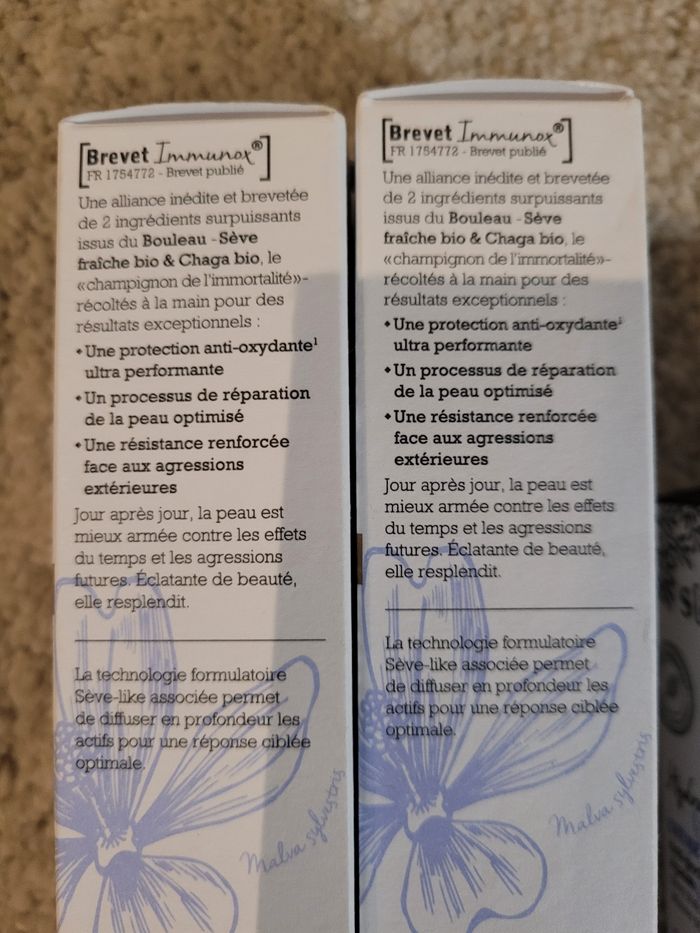 [Brevet Immunox®]
FR 1754772 - Brevet publié
Une alliance inédite et brevetée
de 2 ingrédients surpuissants
issus du Bouleau - Sève
fraîche bio & Chaga bio, le
«champignon de l'immortalité»-
récoltés à la main pour des
résultats exceptionnels :
• Une protection anti-oxydante¹
ultra performante
• Un processus de réparation
de la peau optimisé
• Une résistance renforcée
face aux agressions
extérieures
Jour après jour, la peau est
mieux armée contre les effets
du temps et les agressions
futures. Éclatante de beauté,
elle resplendit.
La technologie formulatoire
Sève-like associée permet
de diffuser en profondeur les
actifs pour une réponse ciblée
optimale.
Malva sylvestris
[Brevet Immunox®]
FR 1754772 - Brevet publié
Une alliance inédite et brevetée
de 2 ingrédients surpuissants
issus du Bouleau - Sève
fraîche bio & Chaga bio, le
«champignon de l'immortalité»-
récoltés à la main pour des
résultats exceptionnels :
• Une protection anti-oxydante¹
ultra performante
• Un processus de réparation
de la peau optimisé
• Une résistance renforcée
face aux agressions
extérieures
Jour après jour, la peau est
mieux armée contre les effets
du temps et les agressions
futures. Éclatante de beauté,
elle resplendit.
La technologie formulatoire
Sève-like associée permet
de diffuser en profondeur les
actifs pour une réponse ciblée
optimale.
Malva sylvestris